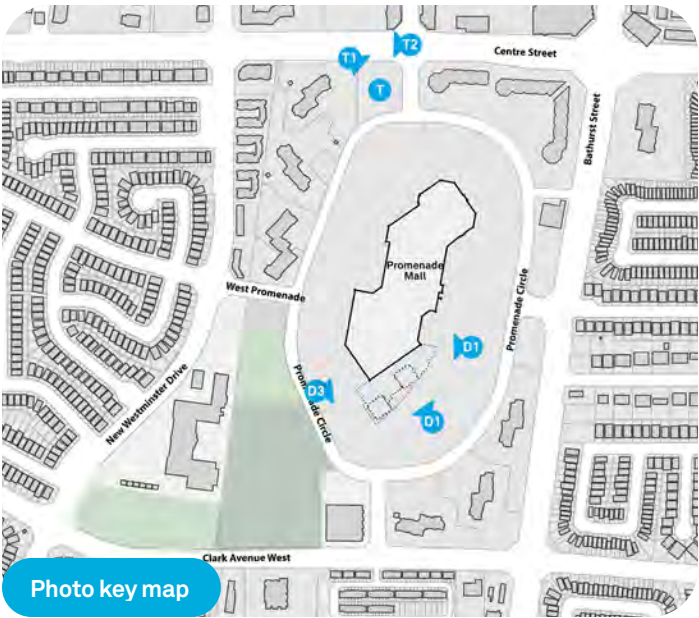 T2
Centre Street
T1
T
Bathurst Street
Promenade
Mall
Promenade Circle
West Promenade
D1
New Westminster Drive
D3
Promenade Circle
D1
Clark Avenue West
Photo key map